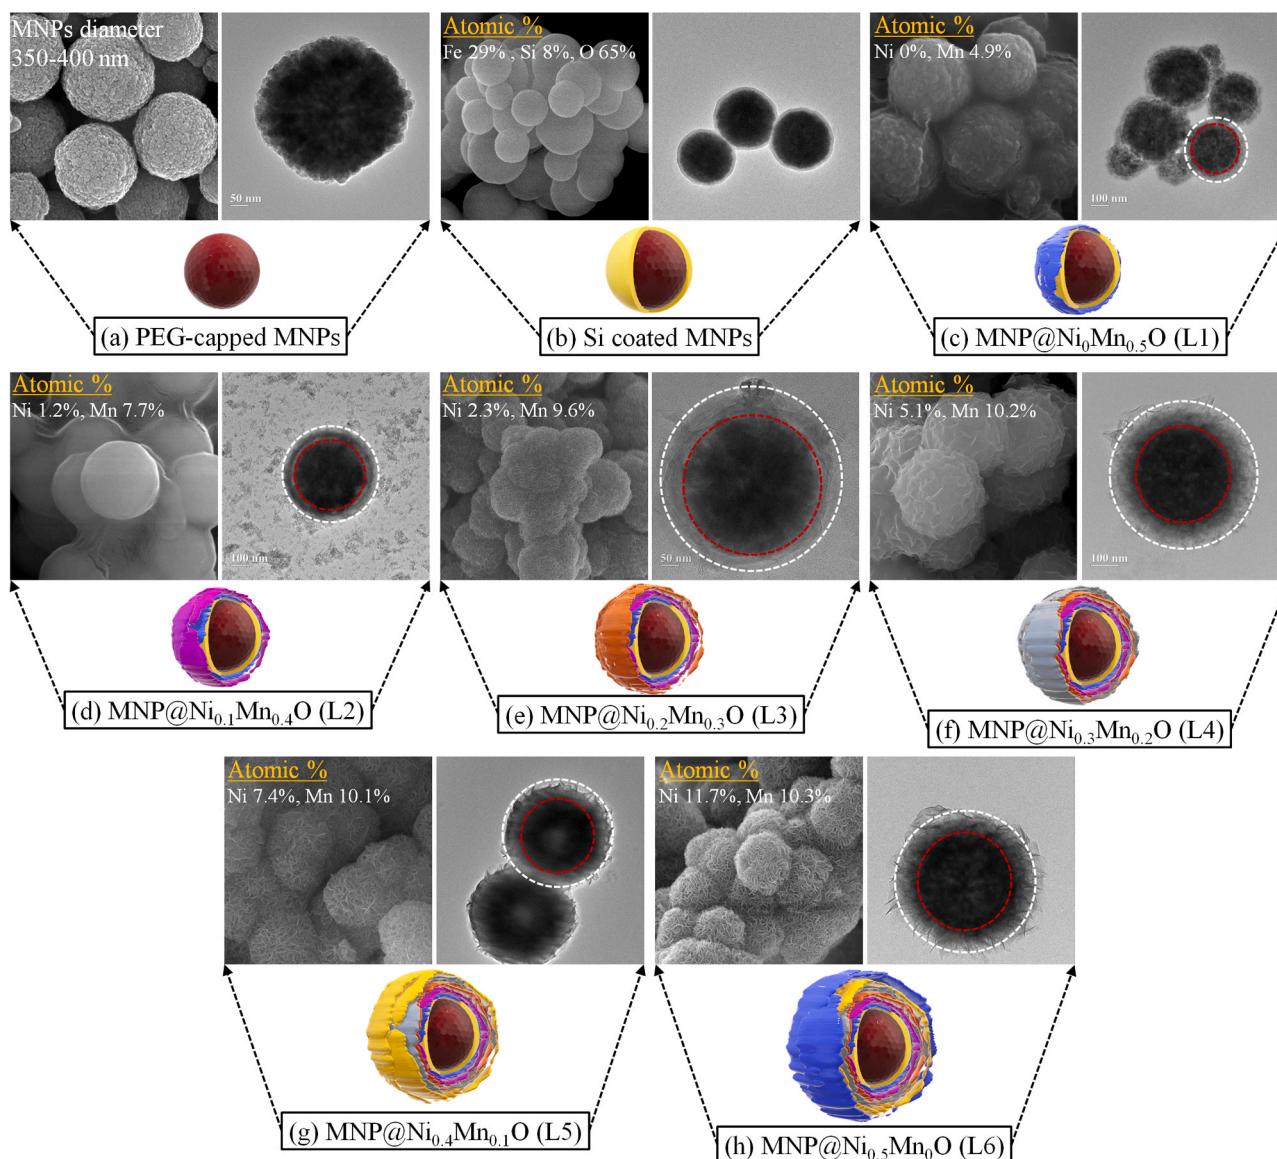 MNPs diameter
350-400 nm
50 nm
(a) PEG-capped MNPs
Atomic %
Fe 29% , Si 8%, O 65%
(b) Si coated MNPs
Atomic %
Ni 0%, Mn 4.9%
100 nm
(c) MNP@Ni₀Mn₀.₅O (L1)
Atomic %
Ni 1.2%, Mn 7.7%
100 nm
(d) MNP@Ni₀.₁Mn₀.₄O (L2)
Atomic %
Ni 2.3%, Mn 9.6%
50 nm
(e) MNP@Ni₀.₂Mn₀.₃O (L3)
Atomic %
Ni 5.1%, Mn 10.2%
100 nm
(f) MNP@Ni₀.₃Mn₀.₂O (L4)
Atomic %
Ni 7.4%, Mn 10.1%
(g) MNP@Ni₀.₄Mn₀.₁O (L5)
Atomic %
Ni 11.7%, Mn 10.3%
(h) MNP@Ni₀.₅Mn₀O (L6)